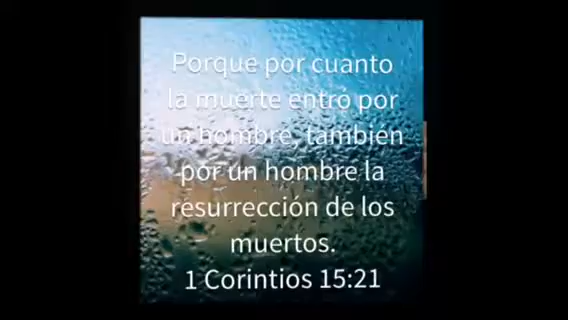 Porque por cuanto
la muerte entró por
un hombre, también
por un hombre la
resurrección de los
muertos.
1 Corintios 15:21